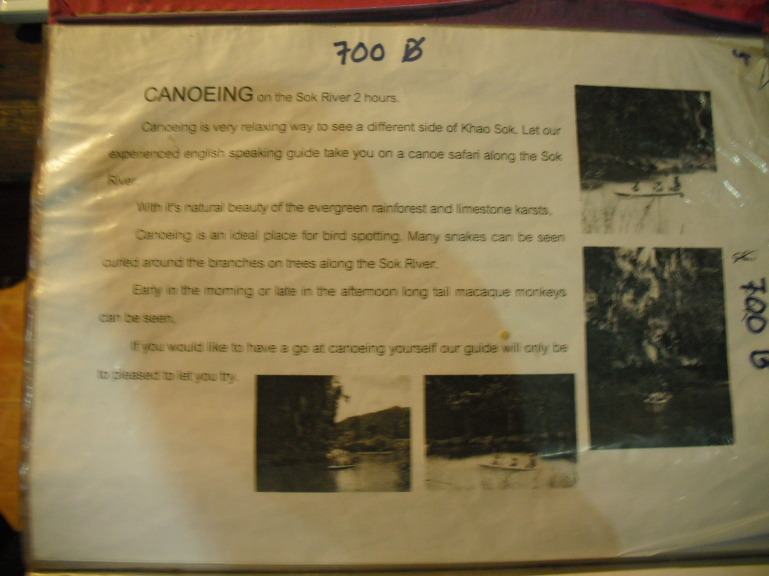 700 ฿
CANOEING on the Sok River 2 hours.
Canoeing is very relaxing way to see a different side of Khao Sok. Let our
experienced english speaking guide take you on a canoe safari along the Sok
River.
With it's natural beauty of the evergreen rainforest and limestone karsts,
Canoeing is an ideal place for bird spotting. Many snakes can be seen
curled around the branches on trees along the Sok River.
Early in the morning or late in the afternoon long tail macaque monkeys
can be seen.
If you would like to have a go at canoeing yourself our guide will only be
to pleased to let you try.
700 ฿